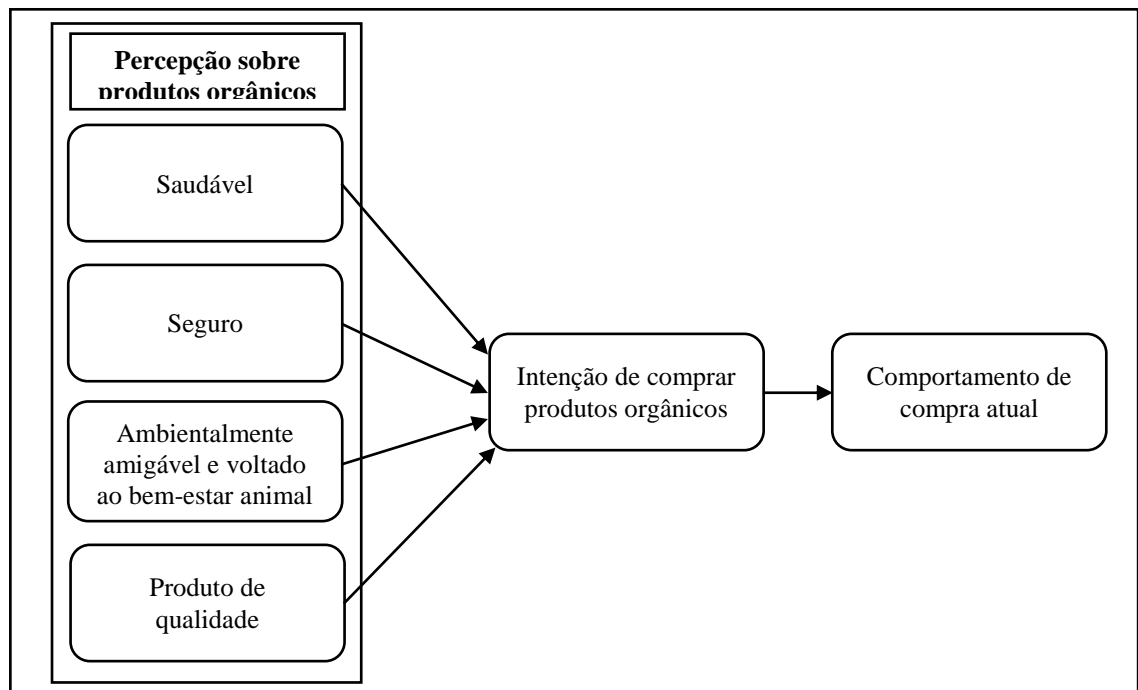 Percepção sobre
produtos orgânicos
Saudável
Seguro
Ambientalmente
amigável e voltado
ao bem-estar animal
Produto de
qualidade
Intenção de comprar
produtos orgânicos
Comportamento de
compra atual